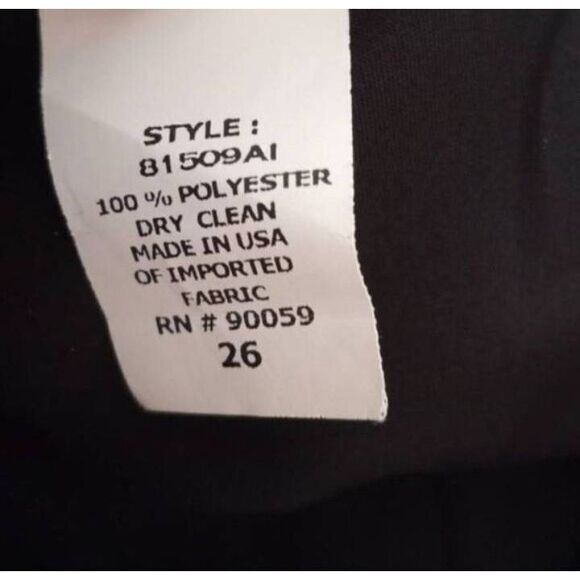 STYLE :
81509AI
100 % POLYESTER
DRY CLEAN
MADE IN USA
OF IMPORTED
FABRIC
RN # 90059
26